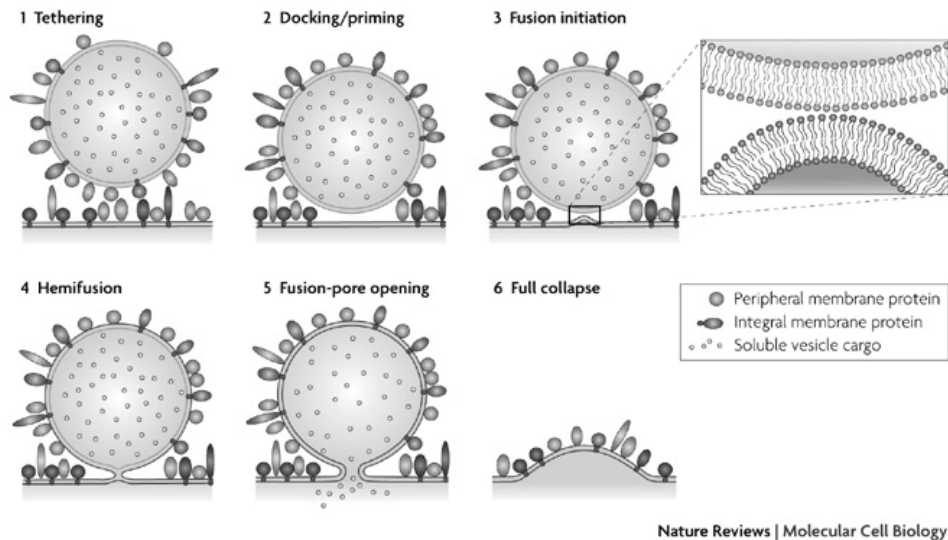 1 Tethering
2 Docking/priming
3 Fusion initiation
4 Hemifusion
5 Fusion-pore opening
6 Full collapse
Peripheral membrane protein
Integral membrane protein
Soluble vesicle cargo
Nature Reviews | Molecular Cell Biology